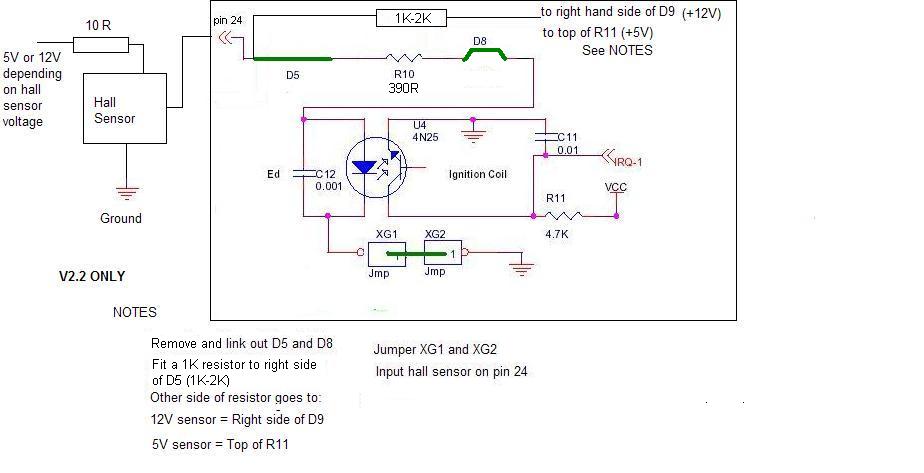 pin 24
1K-2K
to right hand side of D9 (+12V)
to top of R11 (+5V)
See NOTES
10 R
5V or 12V
depending
on hall
sensor
voltage
Hall
Sensor
Ground
D5
R10
390R
D8
U4
4N25
C11
0.01
IRQ-1
Ed
C12
0.001
Ignition Coil
VCC
R11
4.7K
XG1
XG2
1
1
Jmp
Jmp
V2.2 ONLY
NOTES
Remove and link out D5 and D8
Fit a 1K resistor to right side
of D5 (1K-2K)
Other side of resistor goes to:
12V sensor = Right side of D9
5V sensor = Top of R11
Jumper XG1 and XG2
Input hall sensor on pin 24